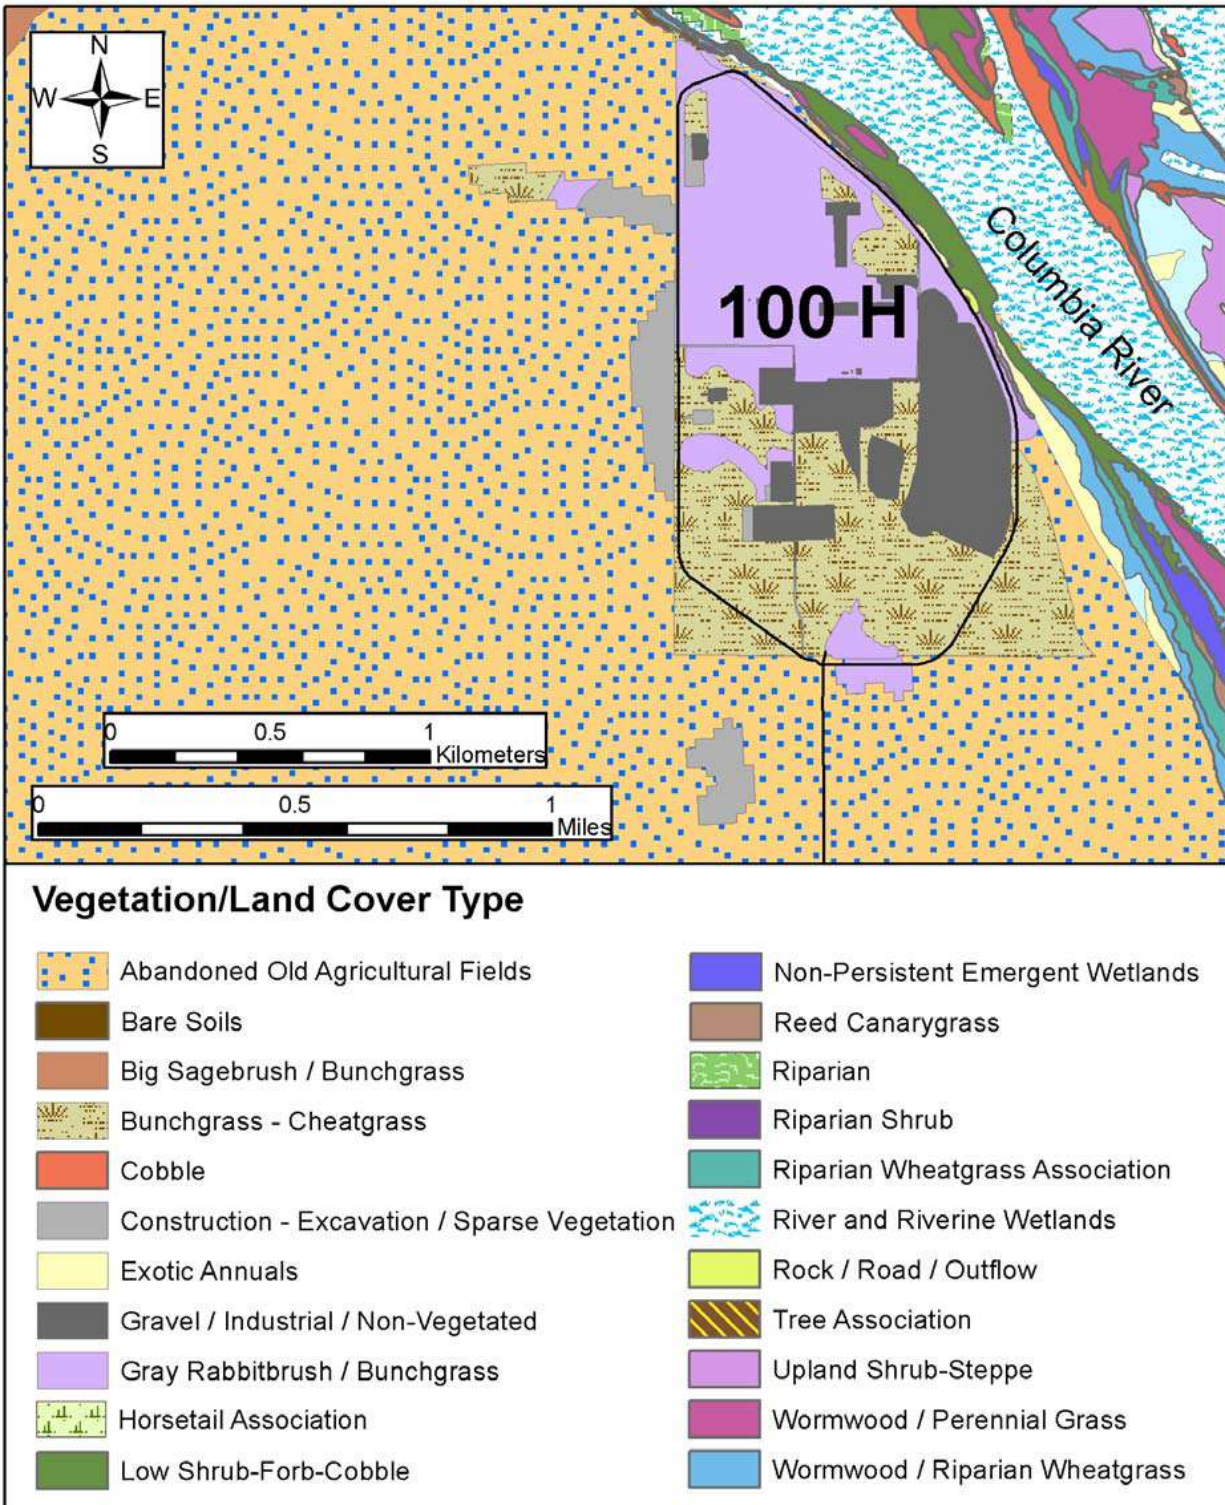 N
W E
S
Columbia River
100 H
0 0.5 1
Kilometers
0 0.5 1
Miles
Vegetation/Land Cover Type
Abandoned Old Agricultural Fields
Bare Soils
Big Sagebrush / Bunchgrass
Bunchgrass - Cheatgrass
Cobble
Construction - Excavation / Sparse Vegetation
Exotic Annuals
Gravel / Industrial / Non-Vegetated
Gray Rabbitbrush / Bunchgrass
Horsetail Association
Low Shrub-Forb-Cobble
Non-Persistent Emergent Wetlands
Reed Canarygrass
Riparian
Riparian Shrub
Riparian Wheatgrass Association
River and Riverine Wetlands
Rock / Road / Outflow
Tree Association
Upland Shrub-Steppe
Wormwood / Perennial Grass
Wormwood / Riparian Wheatgrass